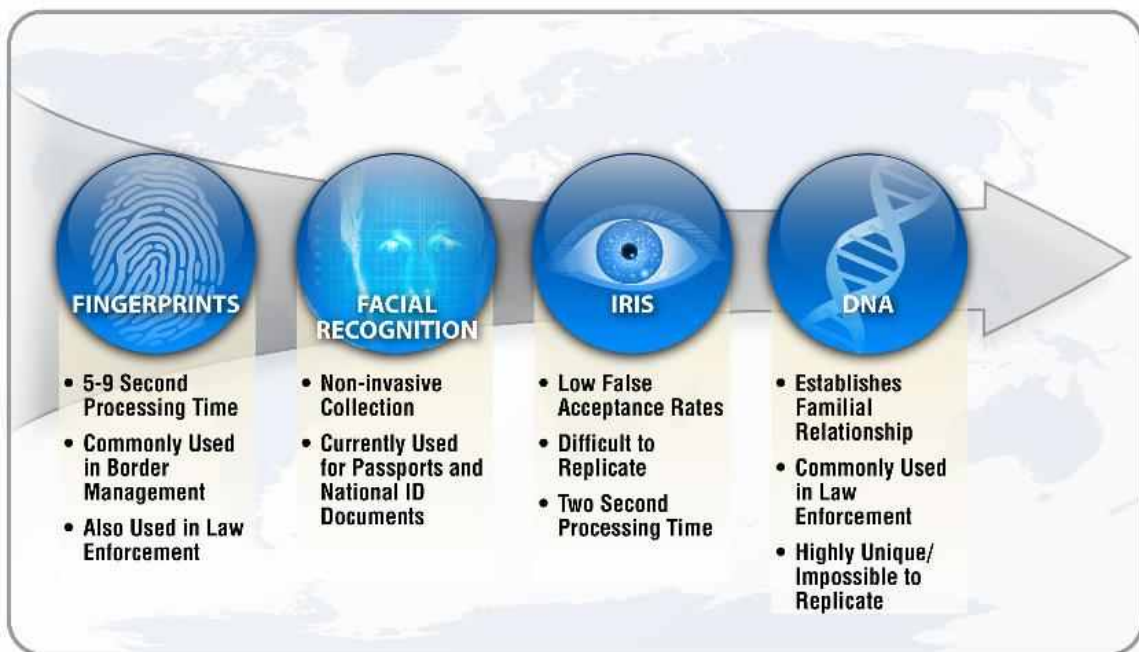 FINGERPRINTS
• 5-9 Second
Processing Time
• Commonly Used
in Border
Management
• Also Used in Law
Enforcement
FACIAL
RECOGNITION
• Non-invasive
Collection
• Currently Used
for Passports and
National ID
Documents
IRIS
• Low False
Acceptance Rates
• Difficult to
Replicate
• Two Second
Processing Time
DNA
• Establishes
Familial
Relationship
• Commonly Used
in Law
Enforcement
• Highly Unique/
Impossible to
Replicate